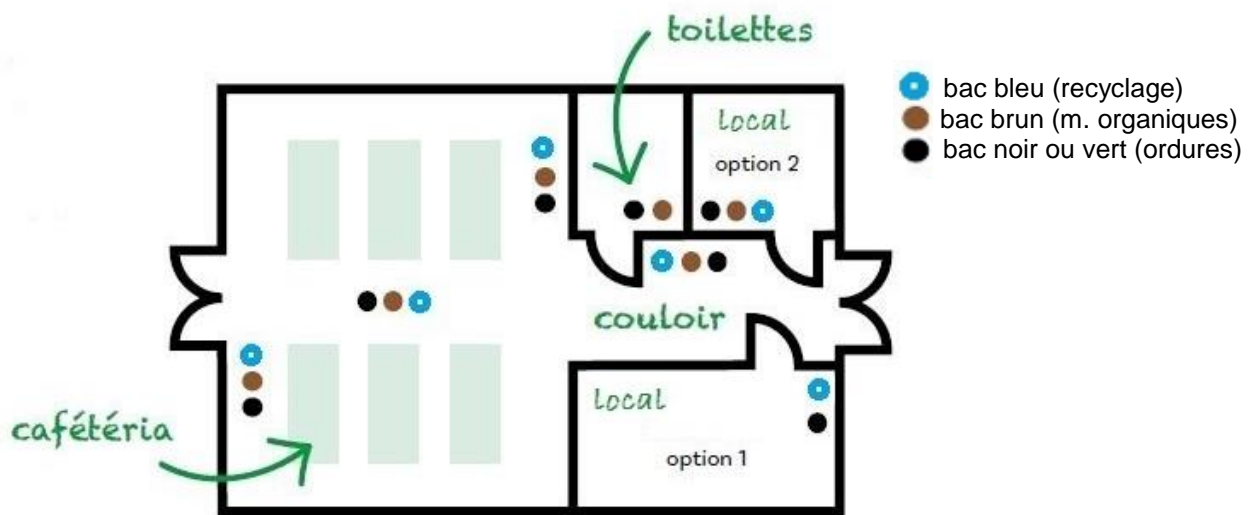 toilettes
bac bleu (recyclage)
bac brun (m. organiques)
bac noir ou vert (ordures)
local
option 2
couloir
local
option 1
cafétéria